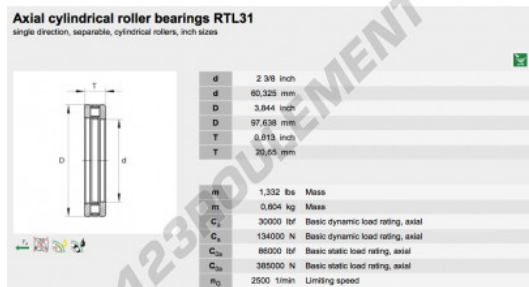 Axial cylindrical roller bearings RTL31
single direction, separable, cylindrical rollers, inch sizes
d 2 3/8 inch
d 60,325 mm
D 3,844 inch
D 97,638 mm
T 0,813 inch
T 20,65 mm
T
D
d
m 1,332 lbs Mass
m 0,604 kg Mass
Ca 30000 lbf Basic dynamic load rating, axial
Ca 134000 N Basic dynamic load rating, axial
C0a 86000 lbf Basic static load rating, axial
C0a 385000 N Basic static load rating, axial
nG 2500 1/min Limiting speed
123ROULEMENT